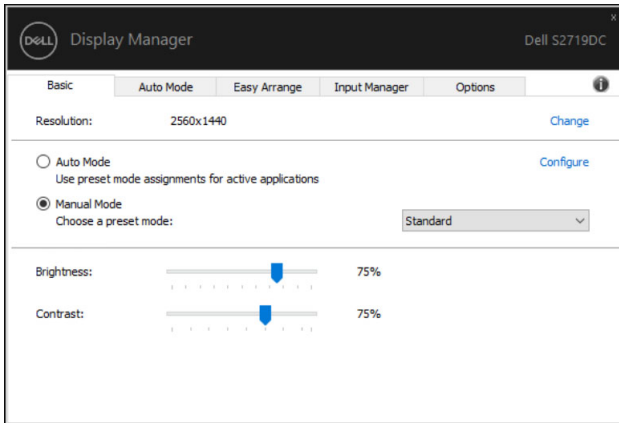 x
DELL Display Manager Dell S2719DC
Basic Auto Mode Easy Arrange Input Manager Options i
Resolution: 2560x1440 Change
Auto Mode Configure
Use preset mode assignments for active applications
Manual Mode
Choose a preset mode: Standard
Brightness: 75%
Contrast: 75%